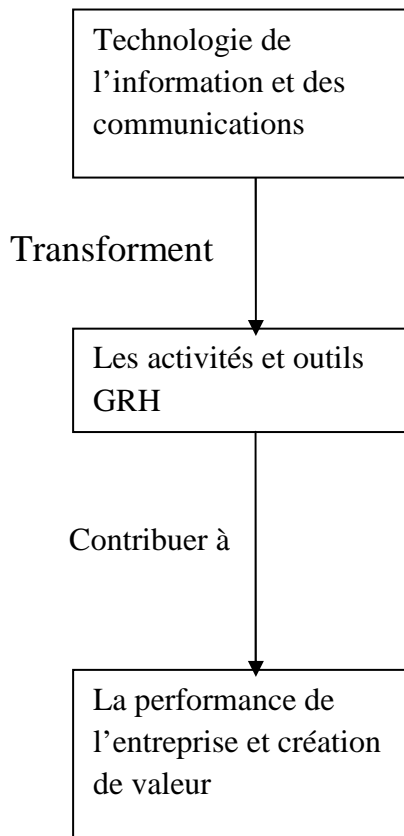 Technologie de
l’information et des
communications
Transforment
Les activités et outils
GRH
Contribuer à
La performance de
l’entreprise et création
de valeur